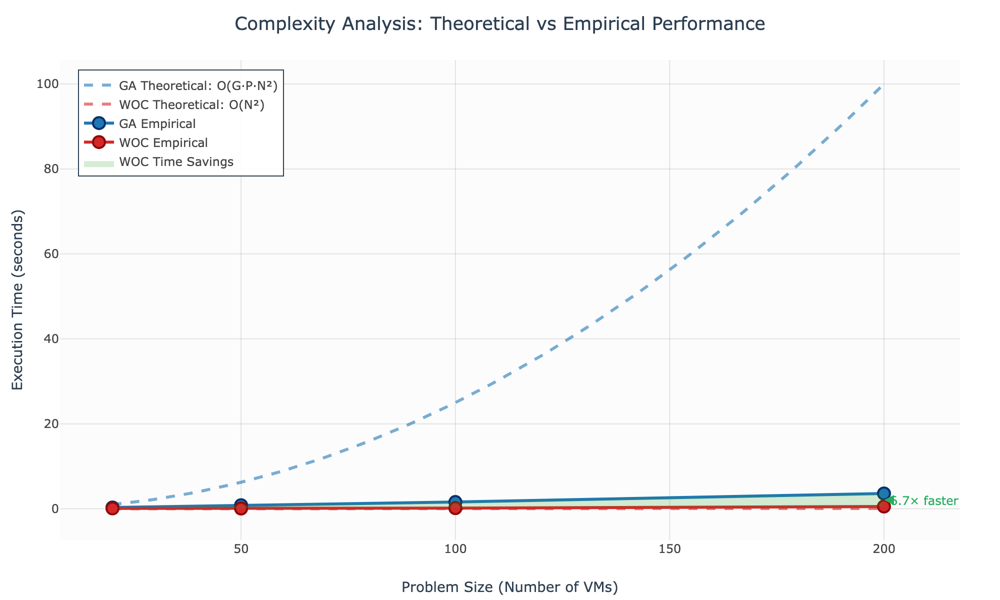 Complexity Analysis: Theoretical vs Empirical Performance
GA Theoretical: O(G·P·N²)
WOC Theoretical: O(N²)
GA Empirical
WOC Empirical
WOC Time Savings
Execution Time (seconds)
100
80
60
40
20
0
faster
50
100
150
200
Problem Size (Number of VMs)